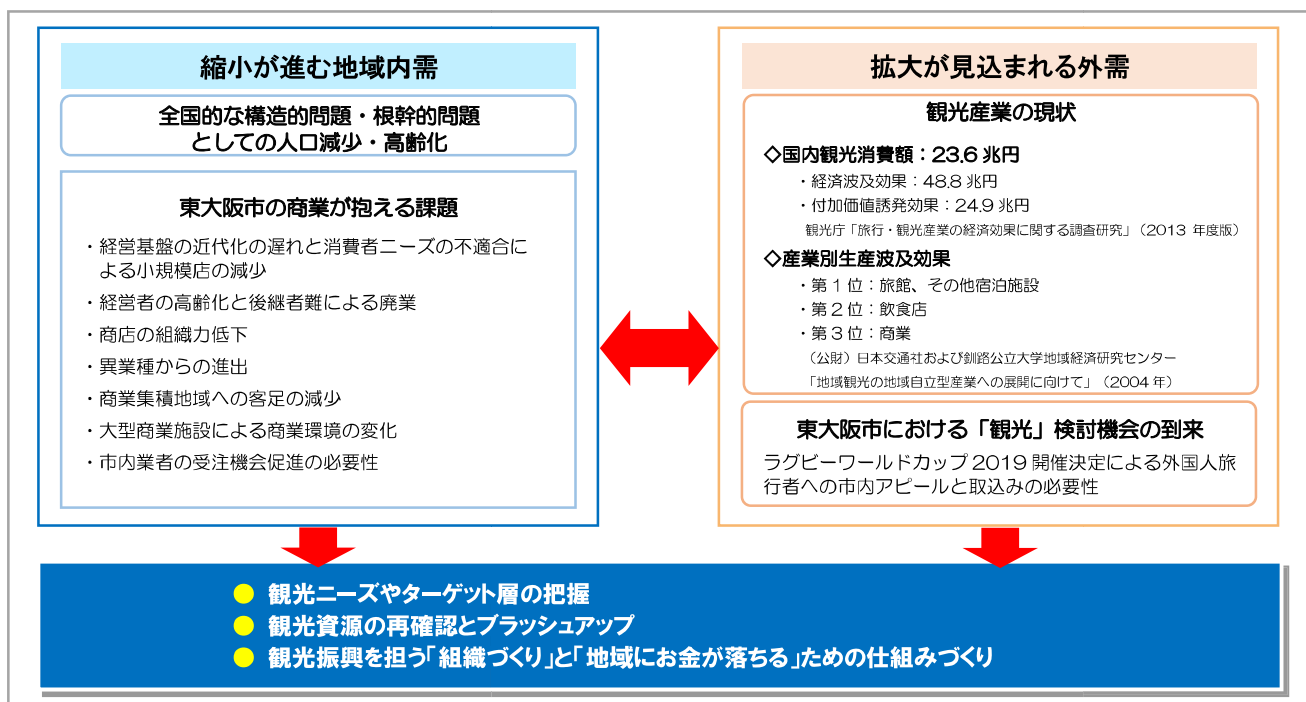 縮小が進む地域内需
全国的な構造的問題・根幹的問題
としての人口減少・高齢化
東大阪市の商業が抱える課題
・経営基盤の近代化の遅れと消費者ニーズの不適合に
よる小規模店の減少
・経営者の高齢化と後継者難による廃業
・商店の組織力低下
・異業種からの進出
・商業集積地域への客足の減少
・大型商業施設による商業環境の変化
・市内業者の受注機会促進の必要性
拡大が見込まれる外需
観光産業の現状
◇国内観光消費額：23.6 兆円
・経済波及効果：48.8 兆円
・付加価値誘発効果：24.9 兆円
観光庁「旅行・観光産業の経済効果に関する調査研究」（2013 年度版）
◇産業別生産波及効果
・第 1 位：旅館、その他宿泊施設
・第 2 位：飲食店
・第 3 位：商業
（公財）日本交通社および釧路公立大学地域経済研究センター
「地域観光の地域自立型産業への展開に向けて」（2004 年）
東大阪市における「観光」検討機会の到来
ラグビーワールドカップ 2019 開催決定による外国人旅
行者への市内アピールと取込みの必要性
● 観光ニーズやターゲット層の把握
● 観光資源の再確認とブラッシュアップ
● 観光振興を担う「組織づくり」と「地域にお金が落ちる」ための仕組みづくり